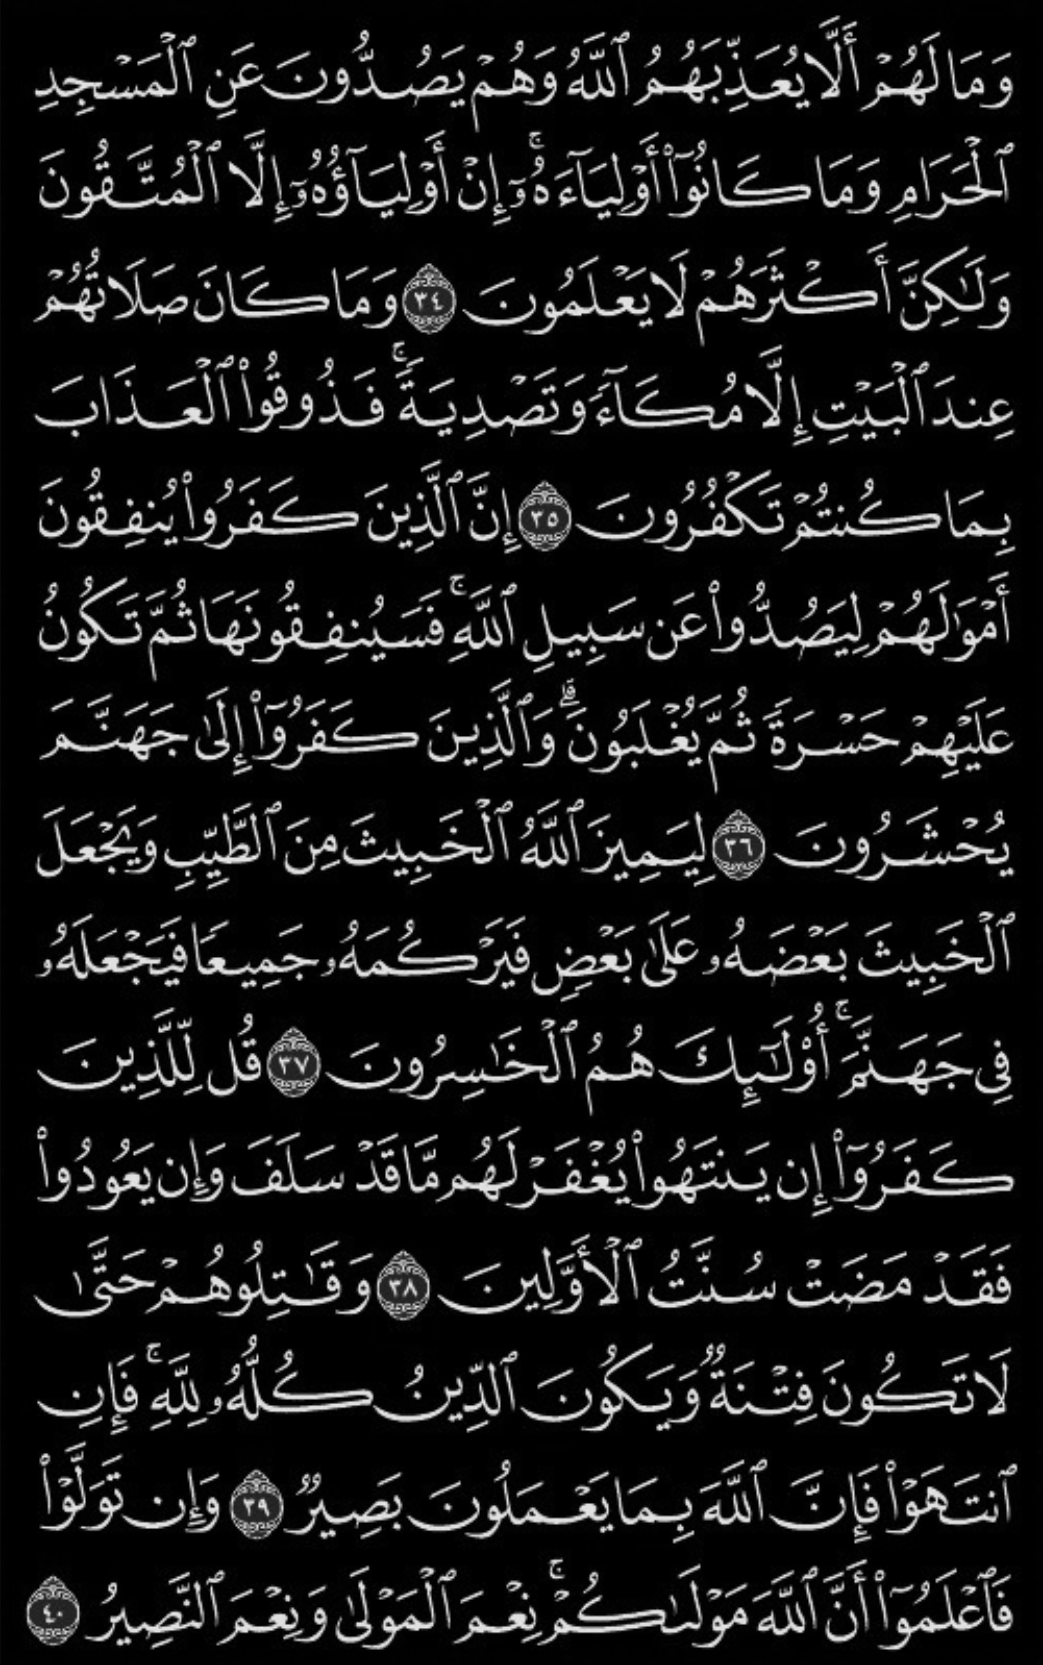 وَمَا لَهُمۡ أَلَّا يُعَذِّبَهُمُ ٱللَّهُ وَهُمۡ يَصُدُّونَ عَنِ ٱلۡمَسۡجِدِ
ٱلۡحَرَامِ وَمَا كَانُوٓاْ أَوۡلِيَآءَهُۥٓۚ إِنۡ أَوۡلِيَآؤُهُۥٓ إِلَّا ٱلۡمُتَّقُونَ
وَلَٰكِنَّ أَكۡثَرَهُمۡ لَا يَعۡلَمُونَ ٣٤ وَمَا كَانَ صَلَاتُهُمۡ
عِندَ ٱلۡبَيۡتِ إِلَّا مُكَآءٗ وَتَصۡدِيَةٗۚ فَذُوقُواْ ٱلۡعَذَابَ
بِمَا كُنتُمۡ تَكۡفُرُونَ ٣٥ إِنَّ ٱلَّذِينَ كَفَرُواْ يُنفِقُونَ
أَمۡوَٰلَهُمۡ لِيَصُدُّواْ عَن سَبِيلِ ٱللَّهِۚ فَسَيُنفِقُونَهَا ثُمَّ تَكُونُ
عَلَيۡهِمۡ حَسۡرَةٗ ثُمَّ يُغۡلَبُونَۗ وَٱلَّذِينَ كَفَرُوٓاْ إِلَىٰ جَهَنَّمَ
يُحۡشَرُونَ ٣٦ لِيَمِيزَ ٱللَّهُ ٱلۡخَبِيثَ مِنَ ٱلطَّيِّبِ وَيَجۡعَلَ
ٱلۡخَبِيثَ بَعۡضَهُۥ عَلَىٰ بَعۡضٖ فَيَرۡكُمَهُۥ جَمِيعٗا فَيَجۡعَلَهُۥ
فِي جَهَنَّمَۚ أُوْلَٰٓئِكَ هُمُ ٱلۡخَٰسِرُونَ ٣٧ قُل لِّلَّذِينَ
كَفَرُوٓاْ إِن يَنتَهُواْ يُغۡفَرۡ لَهُم مَّا قَدۡ سَلَفَ وَإِن يَعُودُواْ
فَقَدۡ مَضَتۡ سُنَّتُ ٱلۡأَوَّلِينَ ٣٨ وَقَٰتِلُوهُمۡ حَتَّىٰ
لَا تَكُونَ فِتۡنَةٞ وَيَكُونَ ٱلدِّينُ كُلُّهُۥ لِلَّهِۚ فَإِنِ
ٱنتَهَوۡاْ فَإِنَّ ٱللَّهَ بِمَا يَعۡمَلُونَ بَصِيرٞ ٣٩ وَإِن تَوَلَّوۡاْ
فَٱعۡلَمُوٓاْ أَنَّ ٱللَّهَ مَوۡلَىٰكُمۡۚ نِعۡمَ ٱلۡمَوۡلَىٰ وَنِعۡمَ ٱلنَّصِيرُ ٤٠